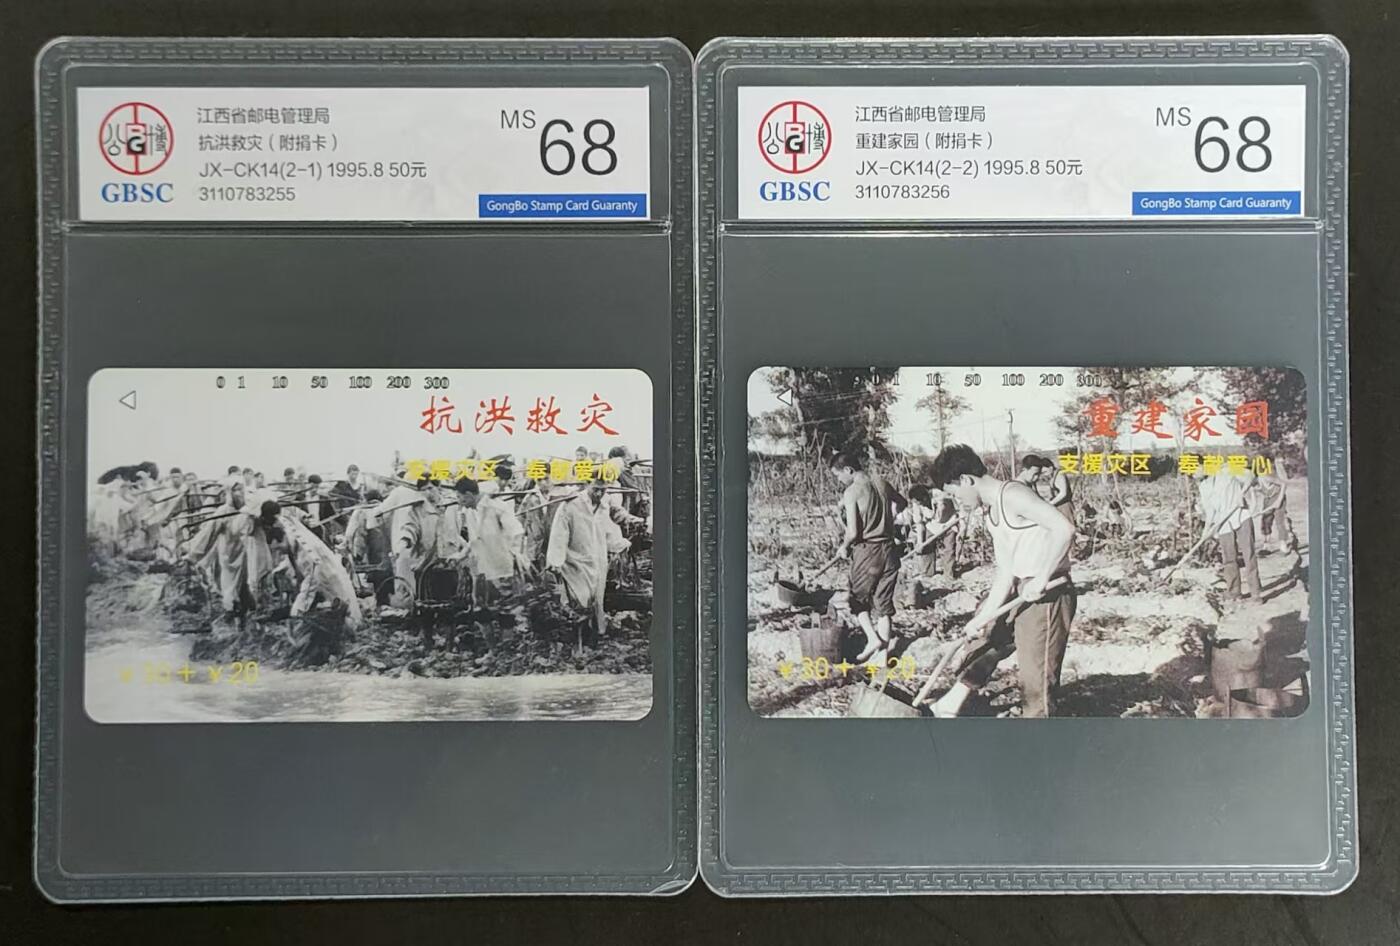 公博
G
GBSC
江西省邮电管理局
抗洪救灾（附捐卡）
JX-CK14(2-1) 1995.8 50元
3110783255
MS 68
GongBo Stamp Card Guaranty
0 1 10 50 100 200 300
抗洪救灾
支援灾区 奉献爱心
￥30+￥20
公博
G
GBSC
江西省邮电管理局
重建家园（附捐卡）
JX-CK14(2-2) 1995.8 50元
3110783256
MS 68
GongBo Stamp Card Guaranty
0 1 10 50 100 200 300
重建家园
支援灾区 奉献爱心
￥30+￥20